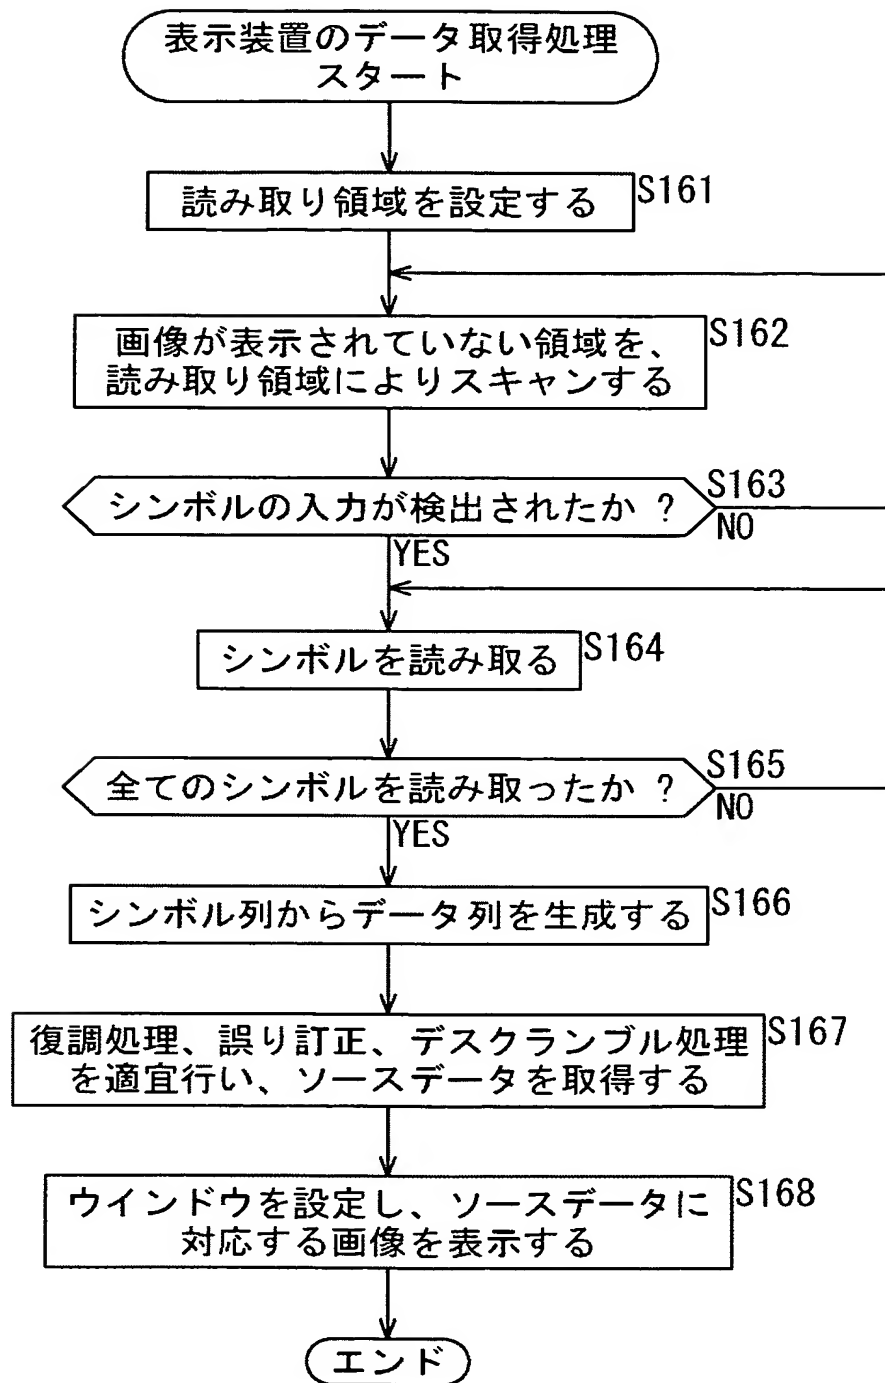 表示装置のデータ取得処理
スタート
読み取り領域を設定する
S161
画像が表示されていない領域を、
読み取り領域によりスキャンする
S162
シンボルの入力が検出されたか ?
S163
NO
YES
シンボルを読み取る
S164
全てのシンボルを読み取ったか ?
S165
NO
YES
シンボル列からデータ列を生成する
S166
復調処理、誤り訂正、デスクランブル処理
を適宜行い、ソースデータを取得する
S167
ウインドウを設定し、ソースデータに
対応する画像を表示する
S168
エンド